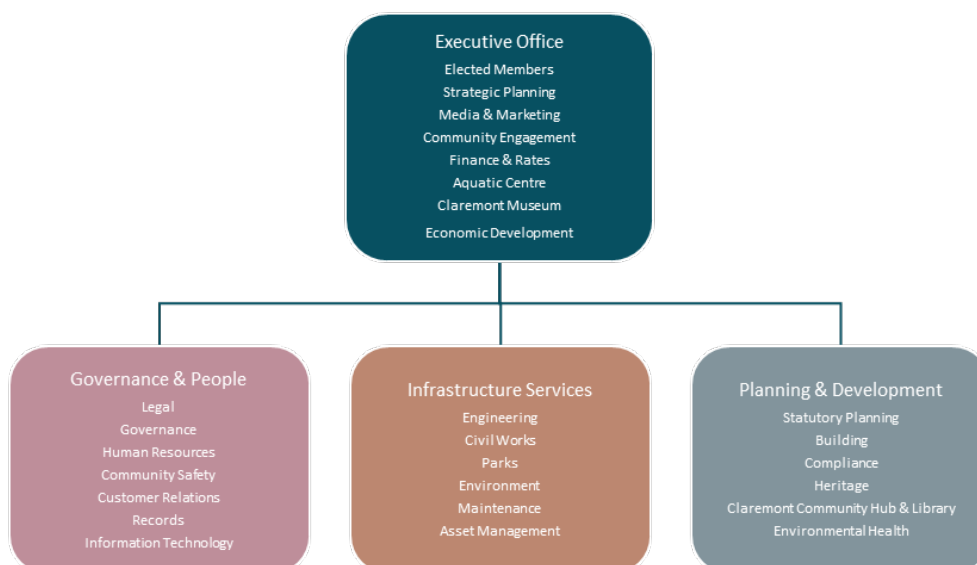 Executive Office
Elected Members
Strategic Planning
Media & Marketing
Community Engagement
Finance & Rates
Aquatic Centre
Claremont Museum
Economic Development
Governance & People
Legal
Governance
Human Resources
Community Safety
Customer Relations
Records
Information Technology
Infrastructure Services
Engineering
Civil Works
Parks
Environment
Maintenance
Asset Management
Planning & Development
Statutory Planning
Building
Compliance
Heritage
Claremont Community Hub & Library
Environmental Health